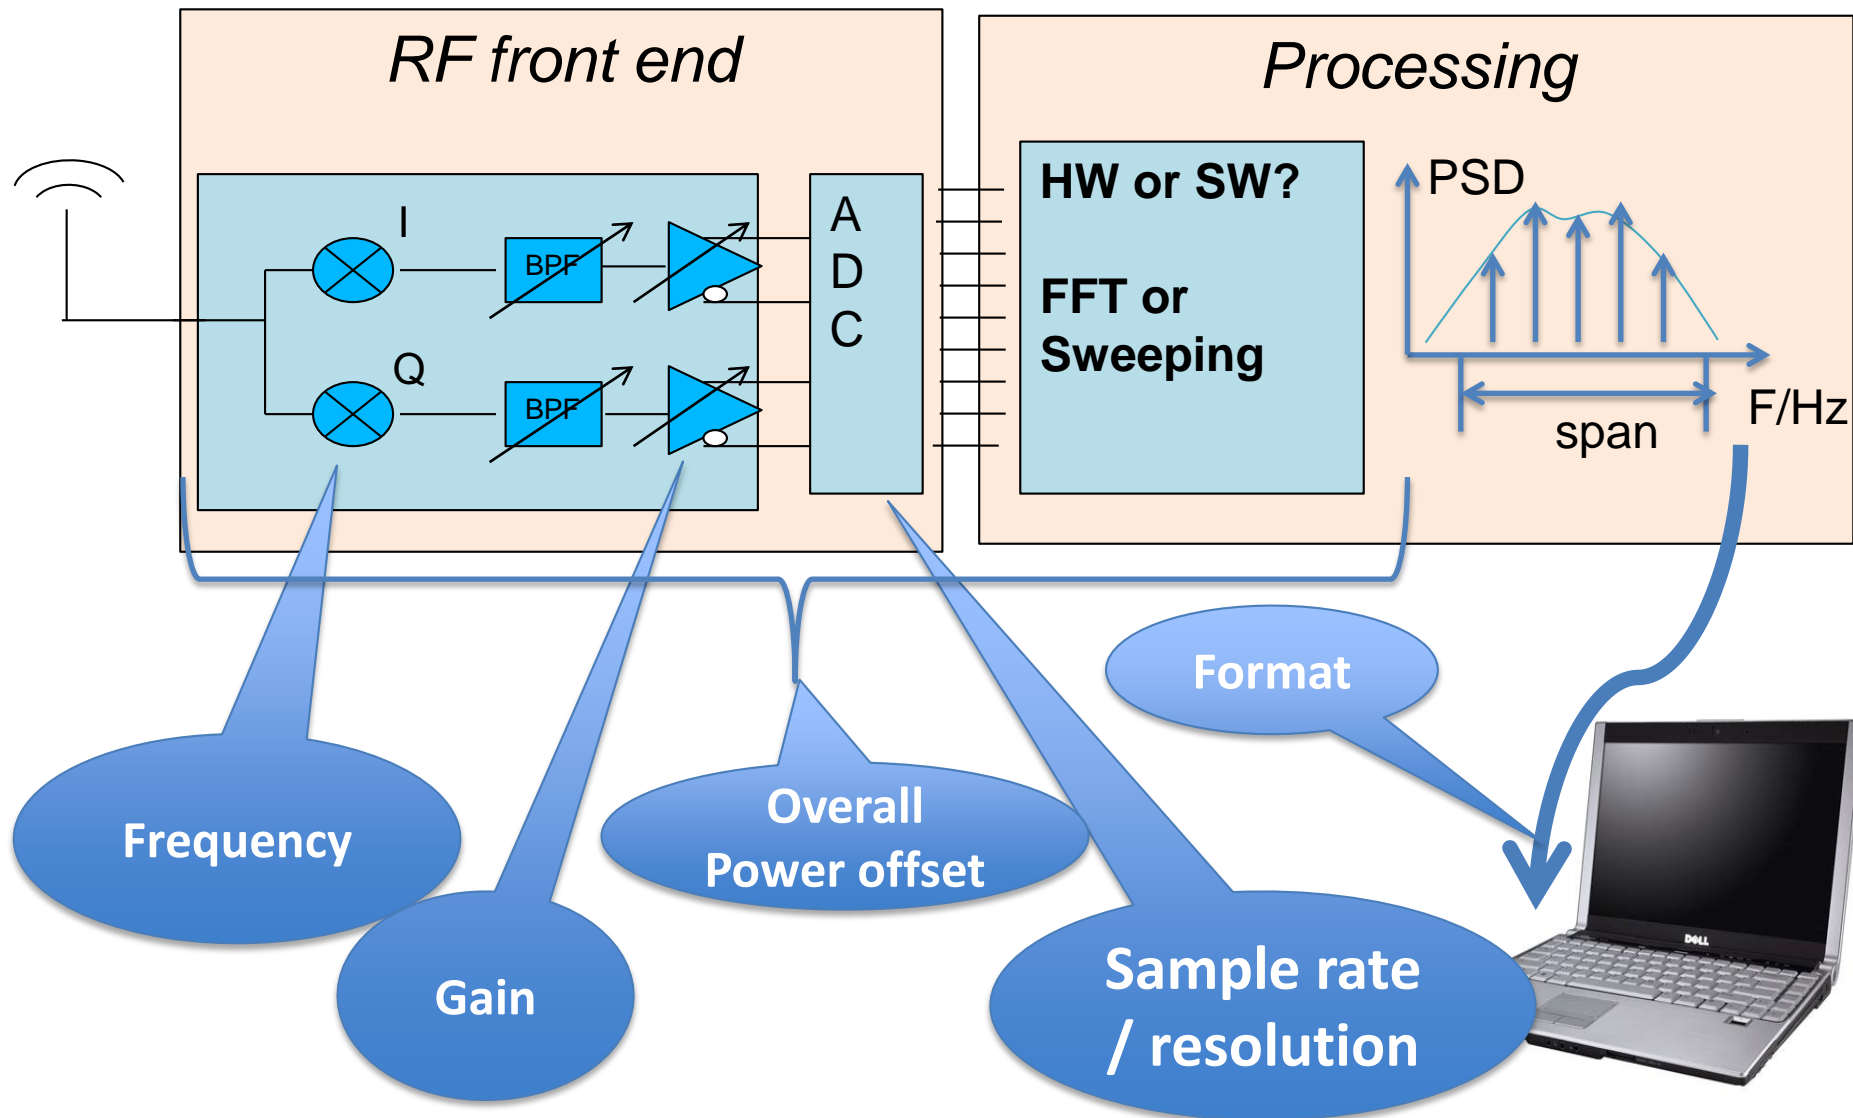 RF front end
Processing
I
BPF
Q
BPF
A
D
C
HW or SW?
FFT or
Sweeping
PSD
F/Hz
span
Frequency
Gain
Overall
Power offset
Sample rate
/ resolution
Format
DELL